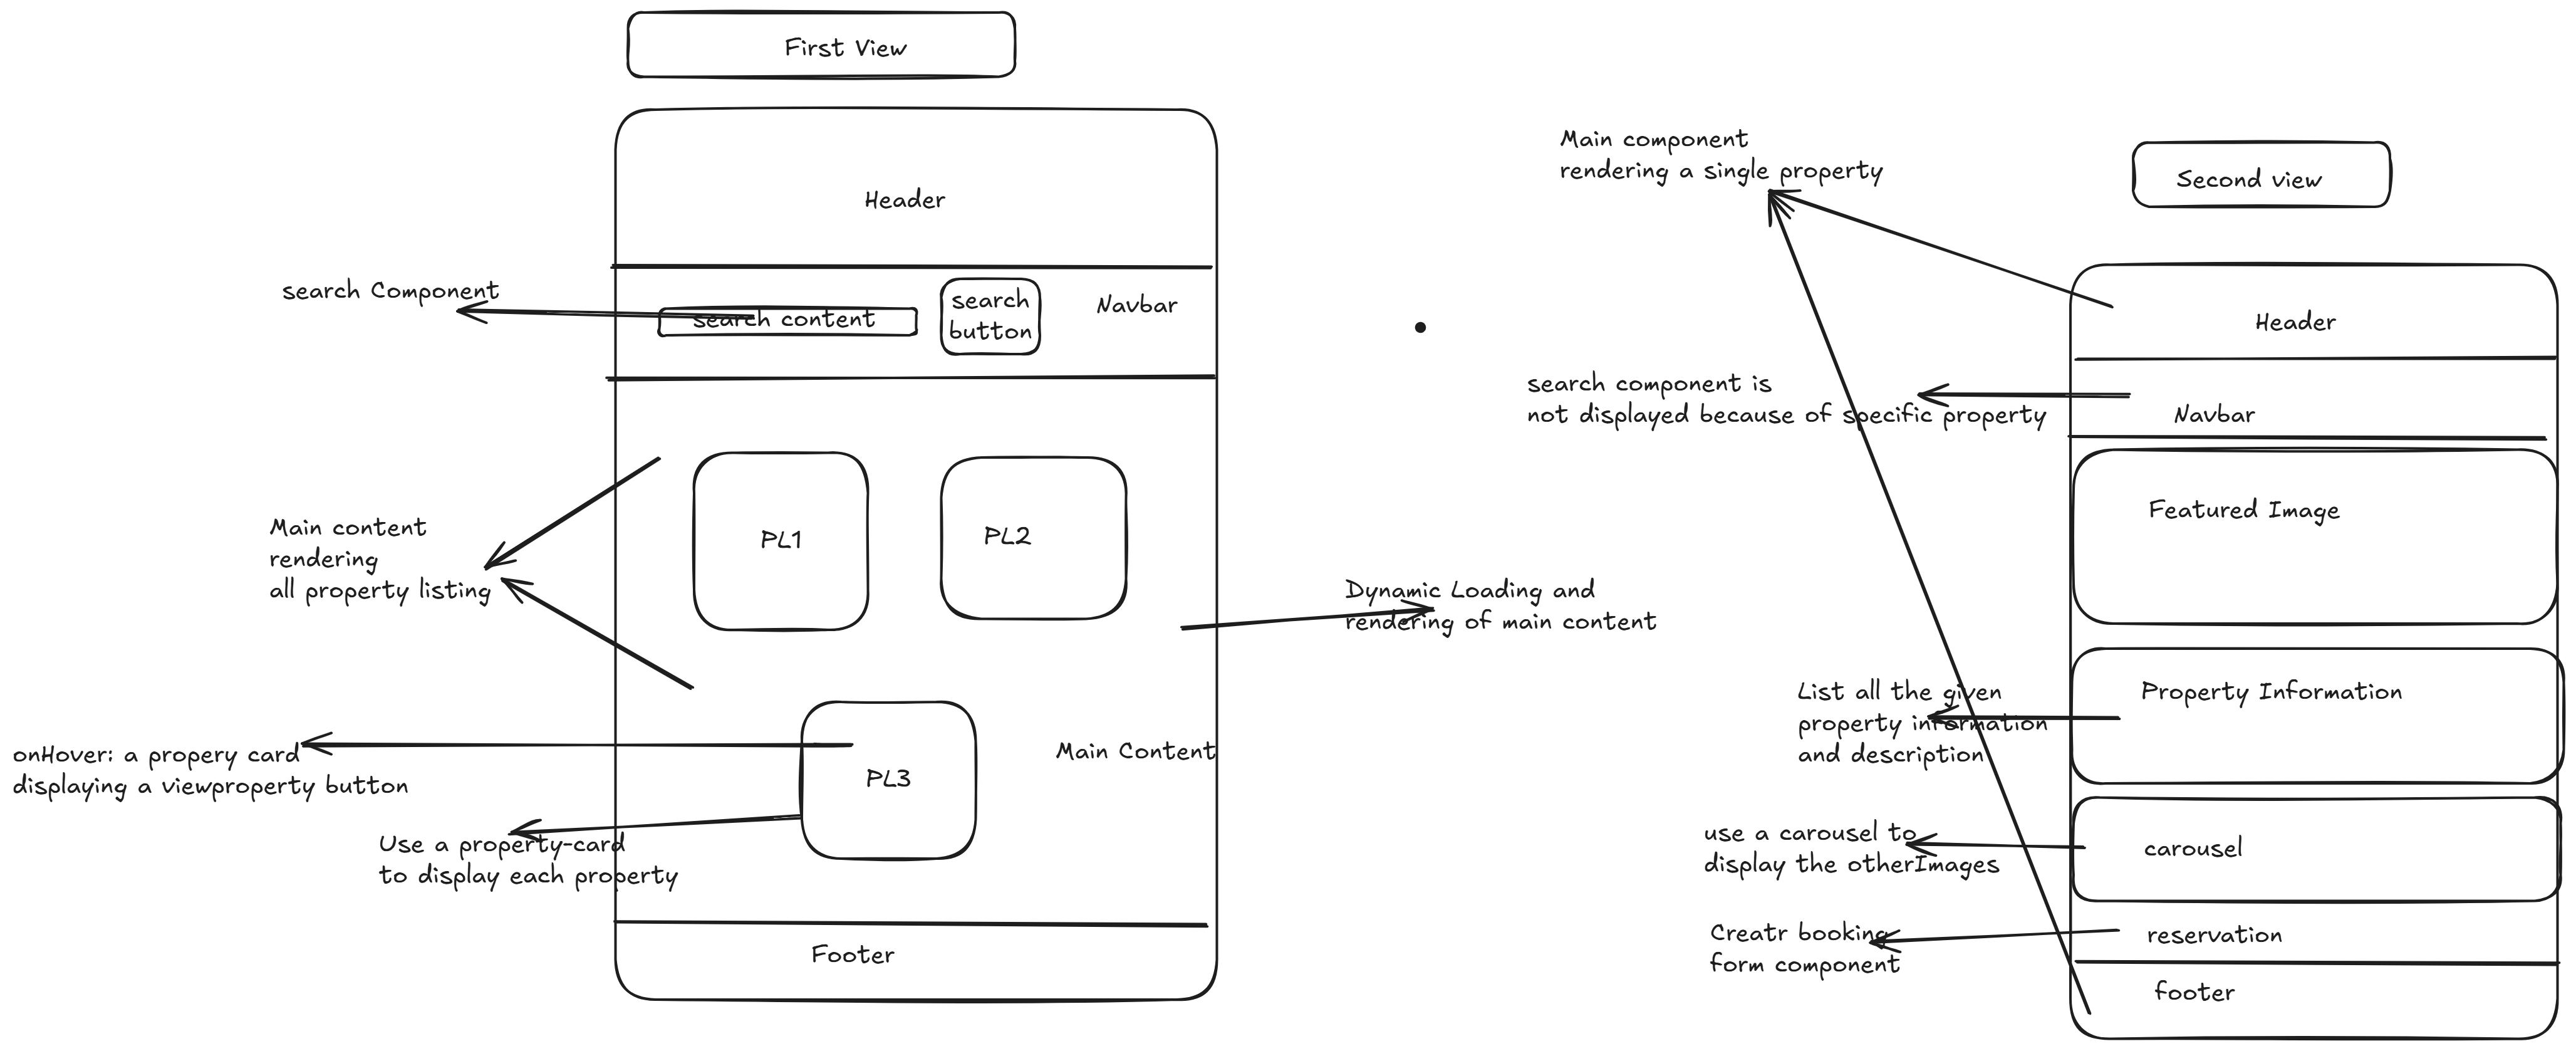 First View
Header
search Component
search content
search
button
Navbar
PL1
PL2
Main content
rendering
all property listing
Dynamic Loading and
rendering of main content
onHover: a propery card
displaying a viewproperty button
PL3
Main Content
Use a property-card
to display each property
Footer
Main component
rendering a single property
Second view
Header
search component is
not displayed because of specific property
Navbar
Featured Image
List all the given
property information
and description
Property Information
use a carousel to
display the otherImages
carousel
Creatr booking
form component
reservation
footer